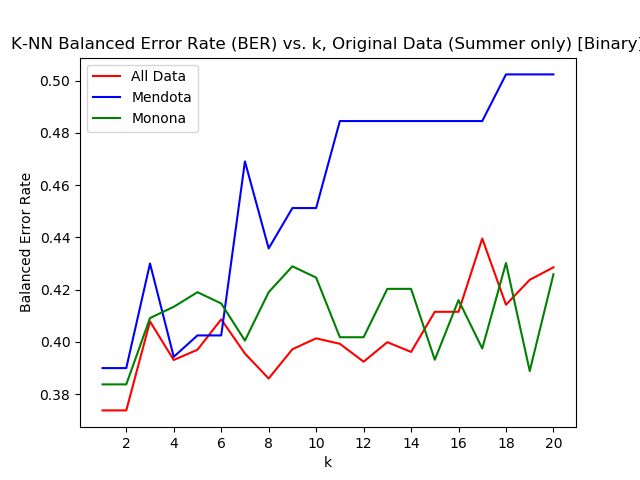 K-NN Balanced Error Rate (BER) vs. k, Original Data (Summer only) [Binary]
All Data
Mendota
Monona
Balanced Error Rate
0.50
0.48
0.46
0.44
0.42
0.40
0.38
2 4 6 8 10 12 14 16 18 20
k